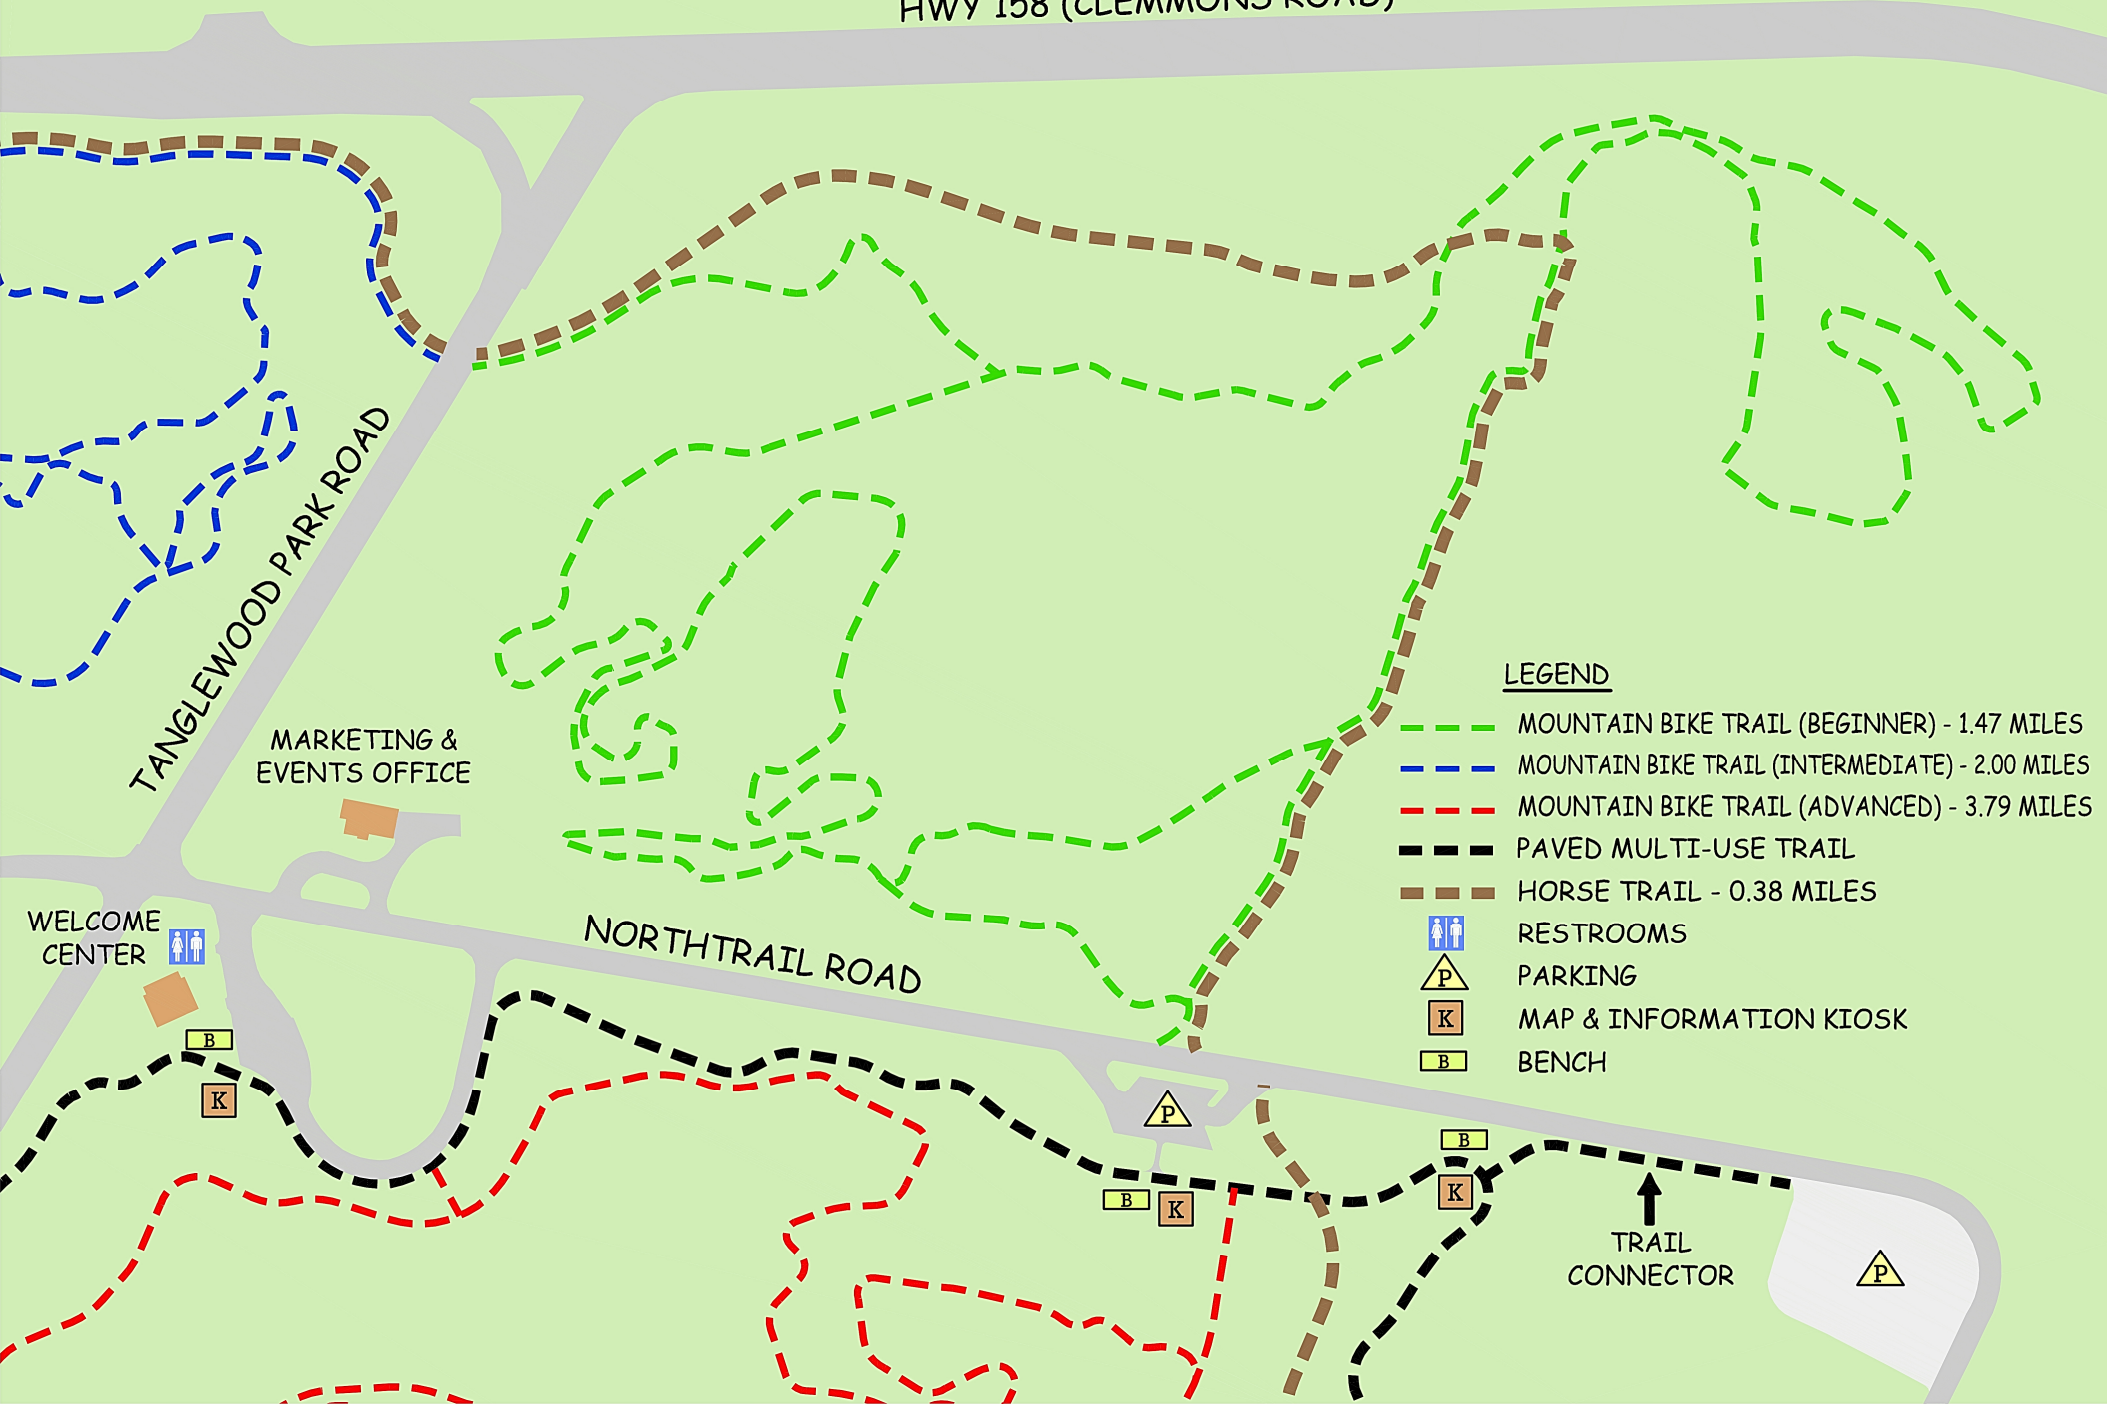 HWY 158 (CLEMMONS ROAD)
TANGLEWOOD PARK ROAD
MARKETING &
EVENTS OFFICE
WELCOME
CENTER
B
K
NORTHTRAIL ROAD
P
B
K
B
K
TRAIL
CONNECTOR
P
LEGEND
MOUNTAIN BIKE TRAIL (BEGINNER) - 1.47 MILES
MOUNTAIN BIKE TRAIL (INTERMEDIATE) - 2.00 MILES
MOUNTAIN BIKE TRAIL (ADVANCED) - 3.79 MILES
PAVED MULTI-USE TRAIL
HORSE TRAIL - 0.38 MILES
RESTROOMS
P PARKING
K MAP & INFORMATION KIOSK
B BENCH